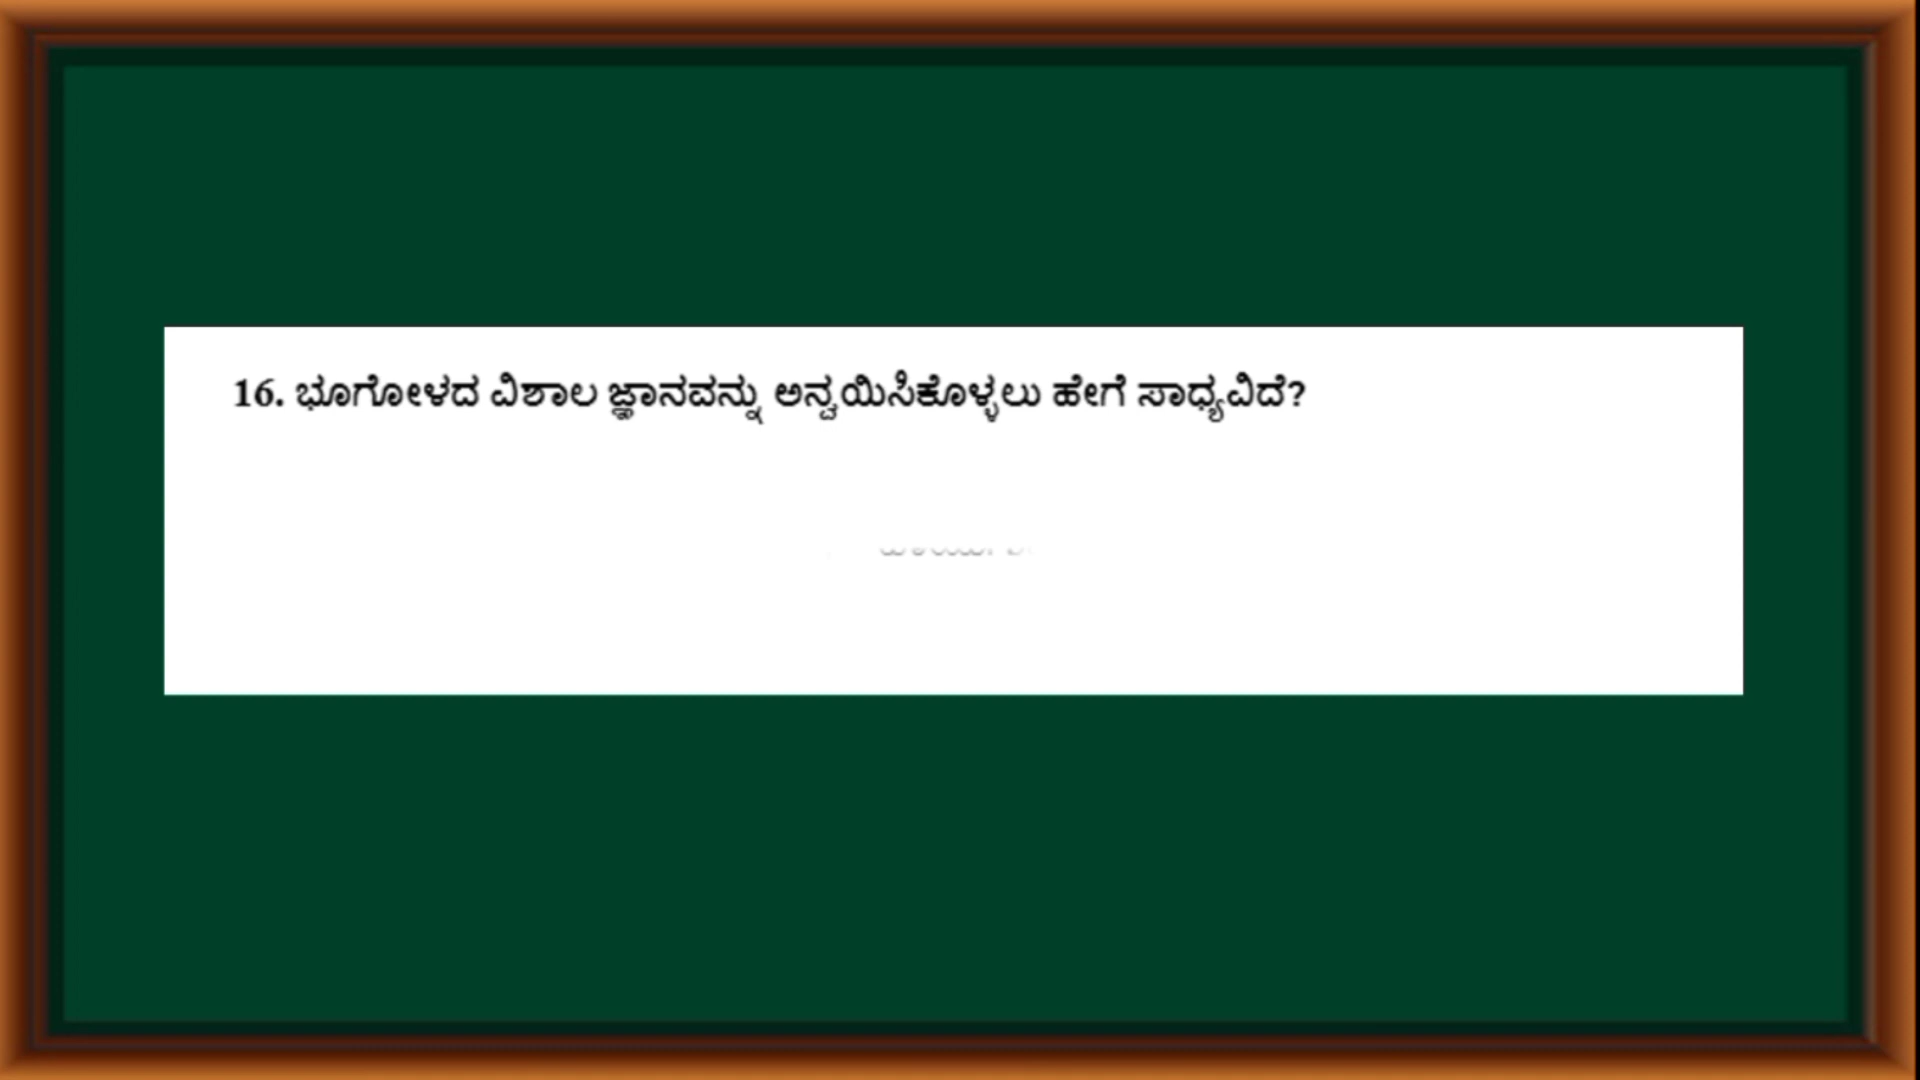 16. ಭೂಗೋಳದ ವಿಶಾಲ ಜ್ಞಾನವನ್ನು ಅನ್ವಯಿಸಿಕೊಳ್ಳಲು ಹೇಗೆ ಸಾಧ್ಯವಿದೆ?